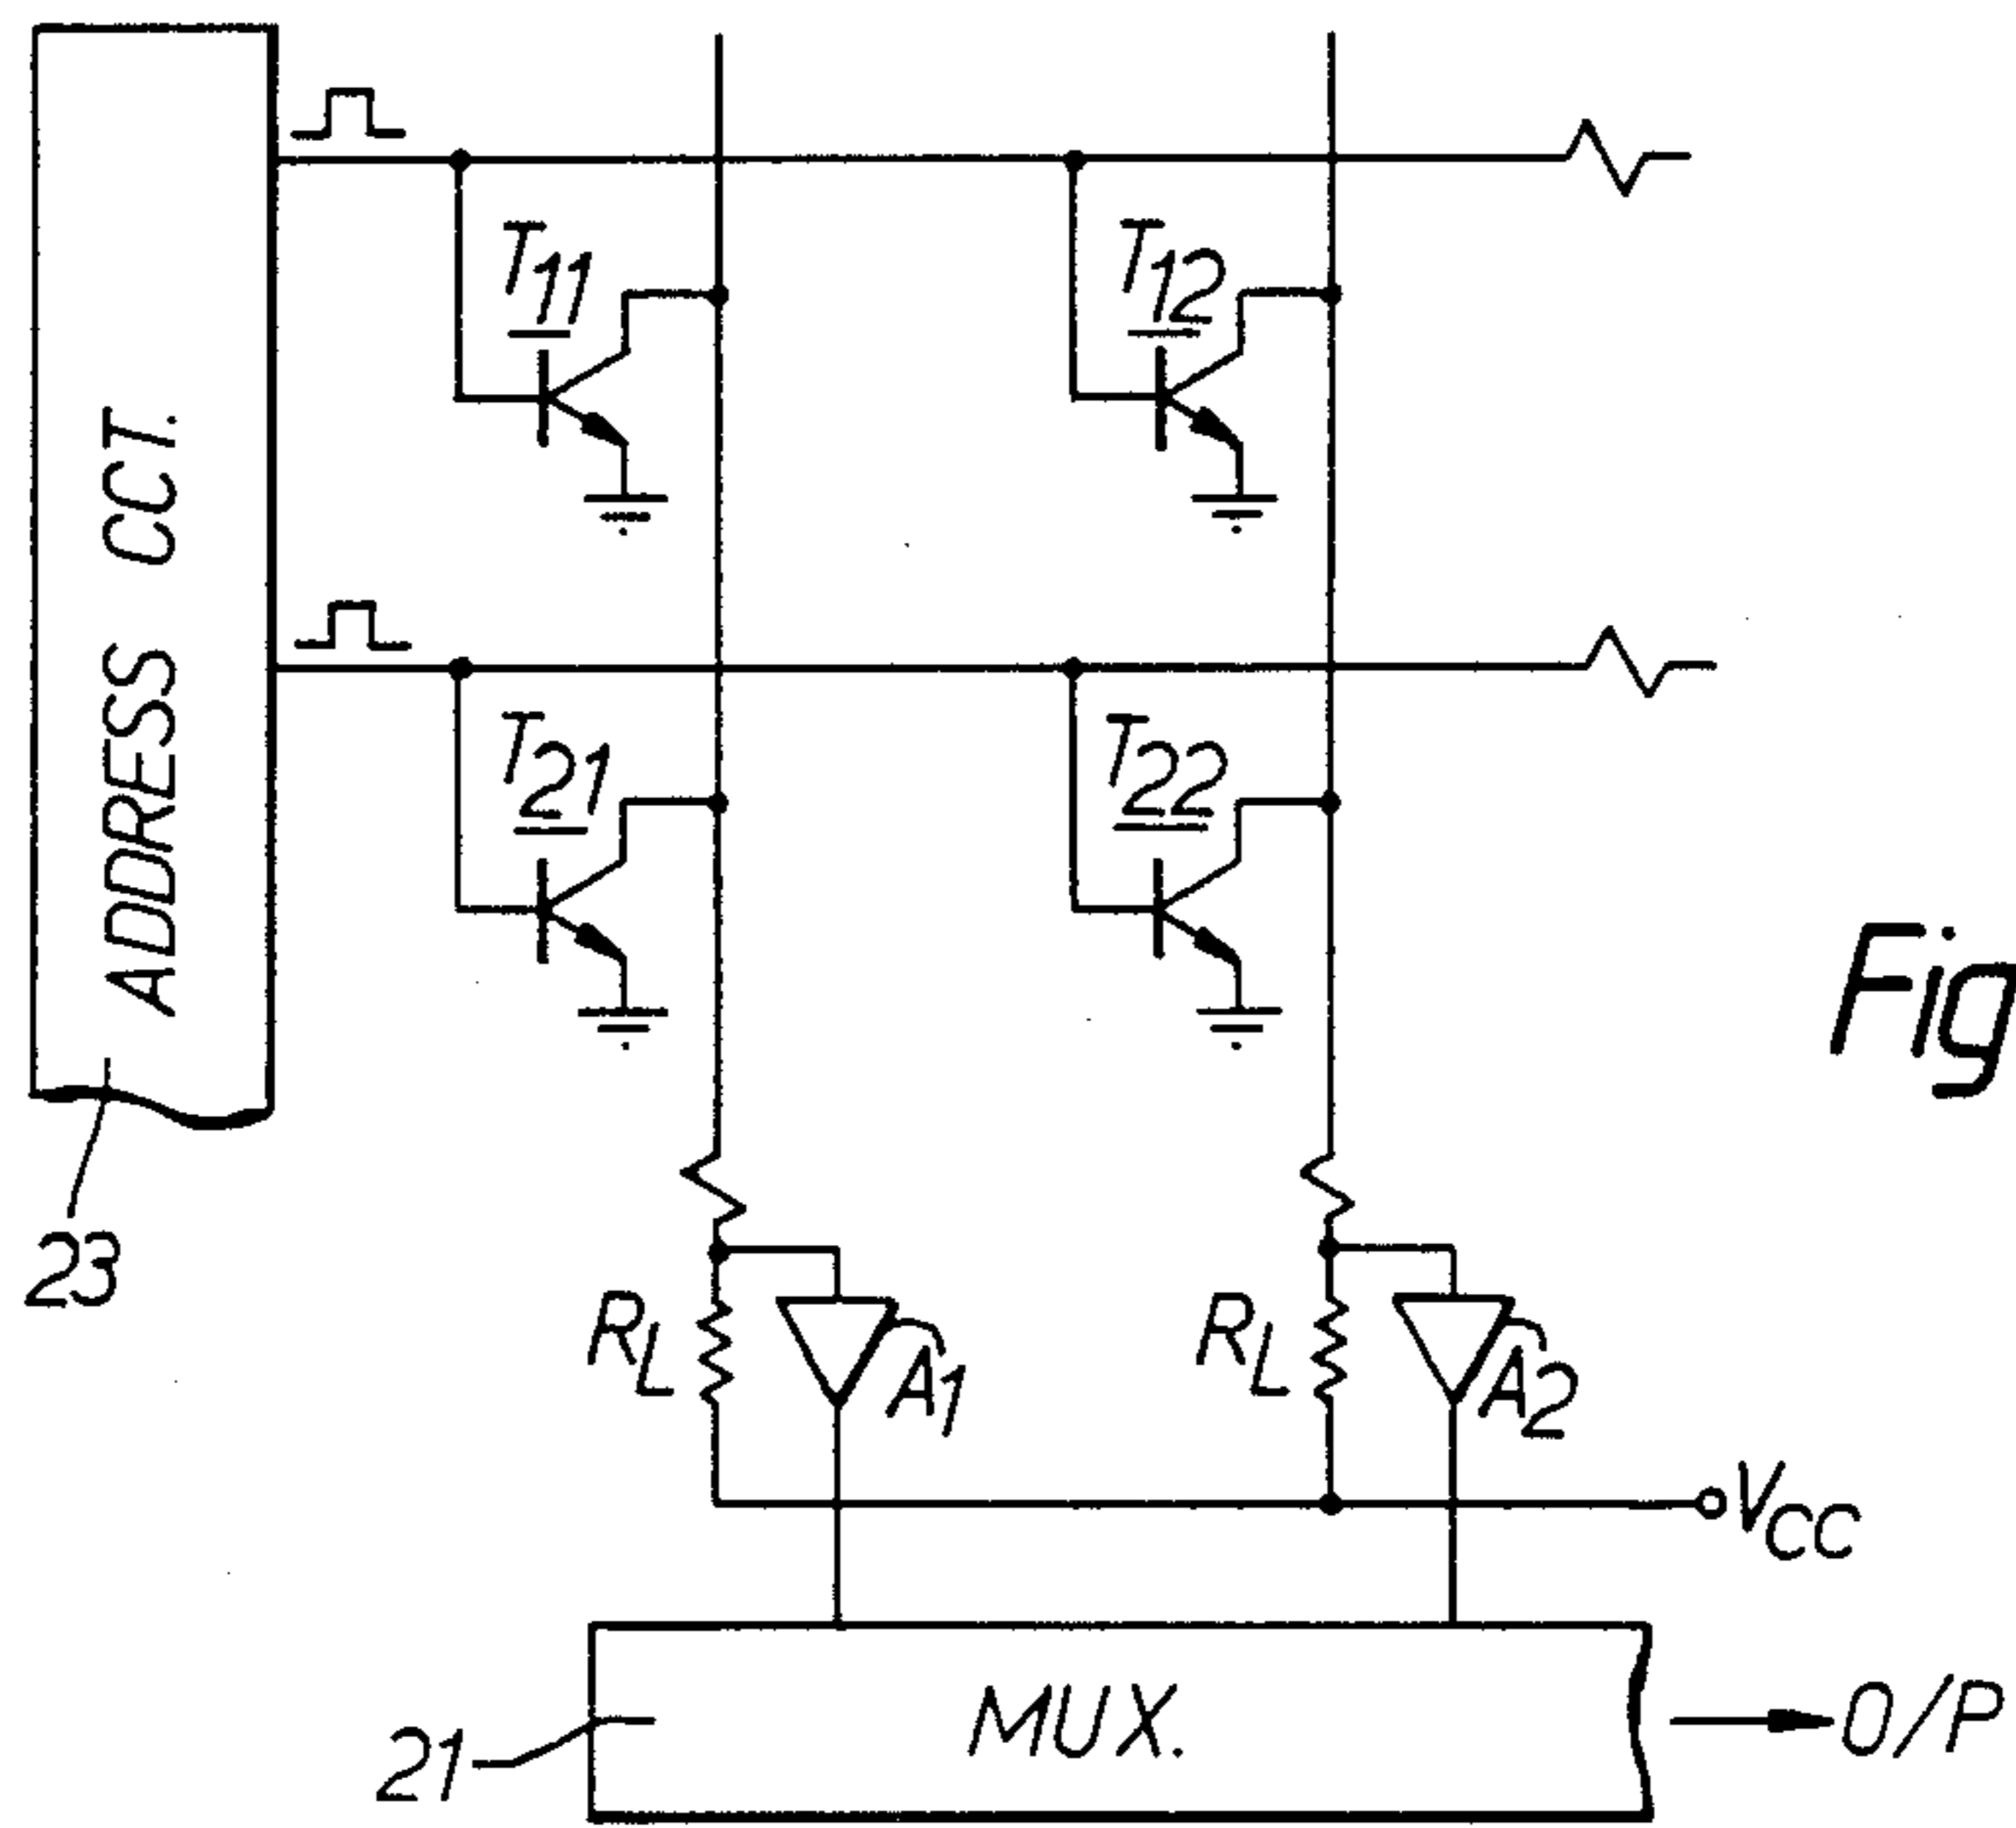 ADDRESS CCT.
T11
T12
T21
T22
Fig
23
RL
A1
RL
A2
VCC
21
MUX.
O/P